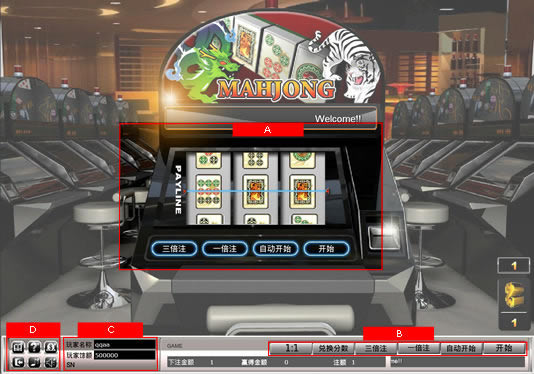 MAHJONG
Welcome!!
A
PAYLINE
三倍注 一倍注 自动开始 开始
1
1
D
C
B
玩家名称 qqaa
玩家馀额 500000
SN
GAME
1:1 兑换分数 三倍注 一倍注 自动开始 开始
下注金额 1 赢得金额 0 注额 1
me!!